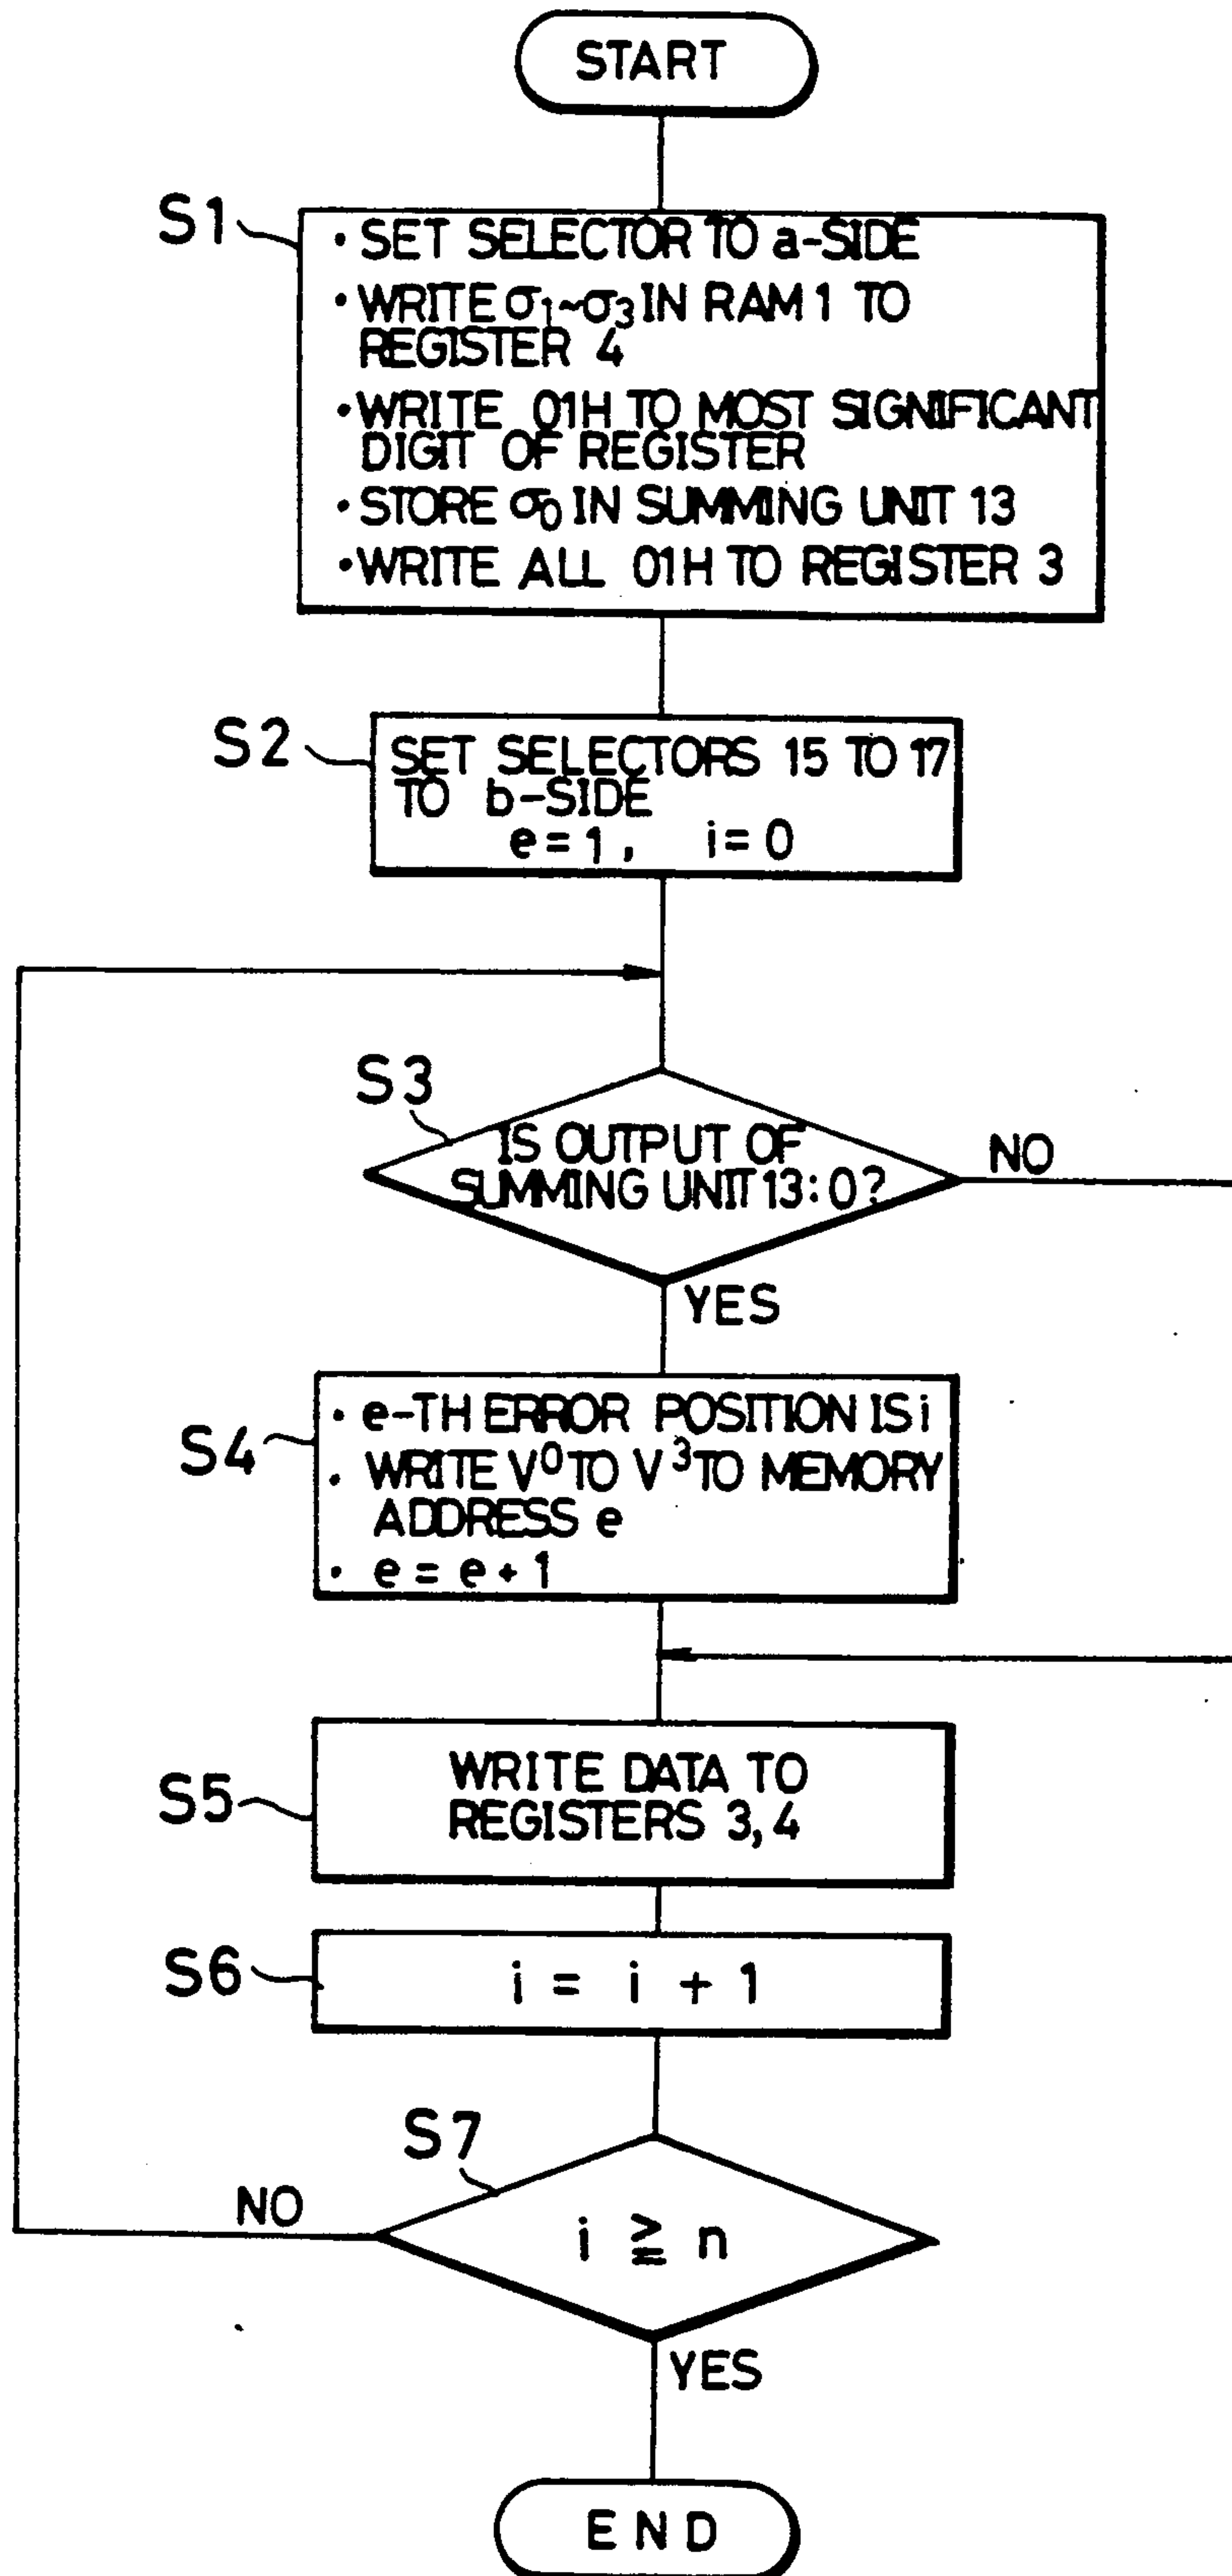 START
S1
· SET SELECTOR TO a-SIDE
· WRITE σ₁~σ₃ IN RAM 1 TO
REGISTER 4
· WRITE 01H TO MOST SIGNIFICANT
DIGIT OF REGISTER
· STORE σ₀ IN SUMMING UNIT 13
· WRITE ALL 01H TO REGISTER 3
S2
SET SELECTORS 15 TO 17
TO b-SIDE
e = 1 , i = 0
S3
IS OUTPUT OF
SUMMING UNIT 13 : 0?
NO
YES
S4
· e-TH ERROR POSITION IS i
· WRITE V⁰ TO V³ TO MEMORY
ADDRESS e
· e = e + 1
S5
WRITE DATA TO
REGISTERS 3, 4
S6
i = i + 1
S7
NO
i ≧ n
YES
END